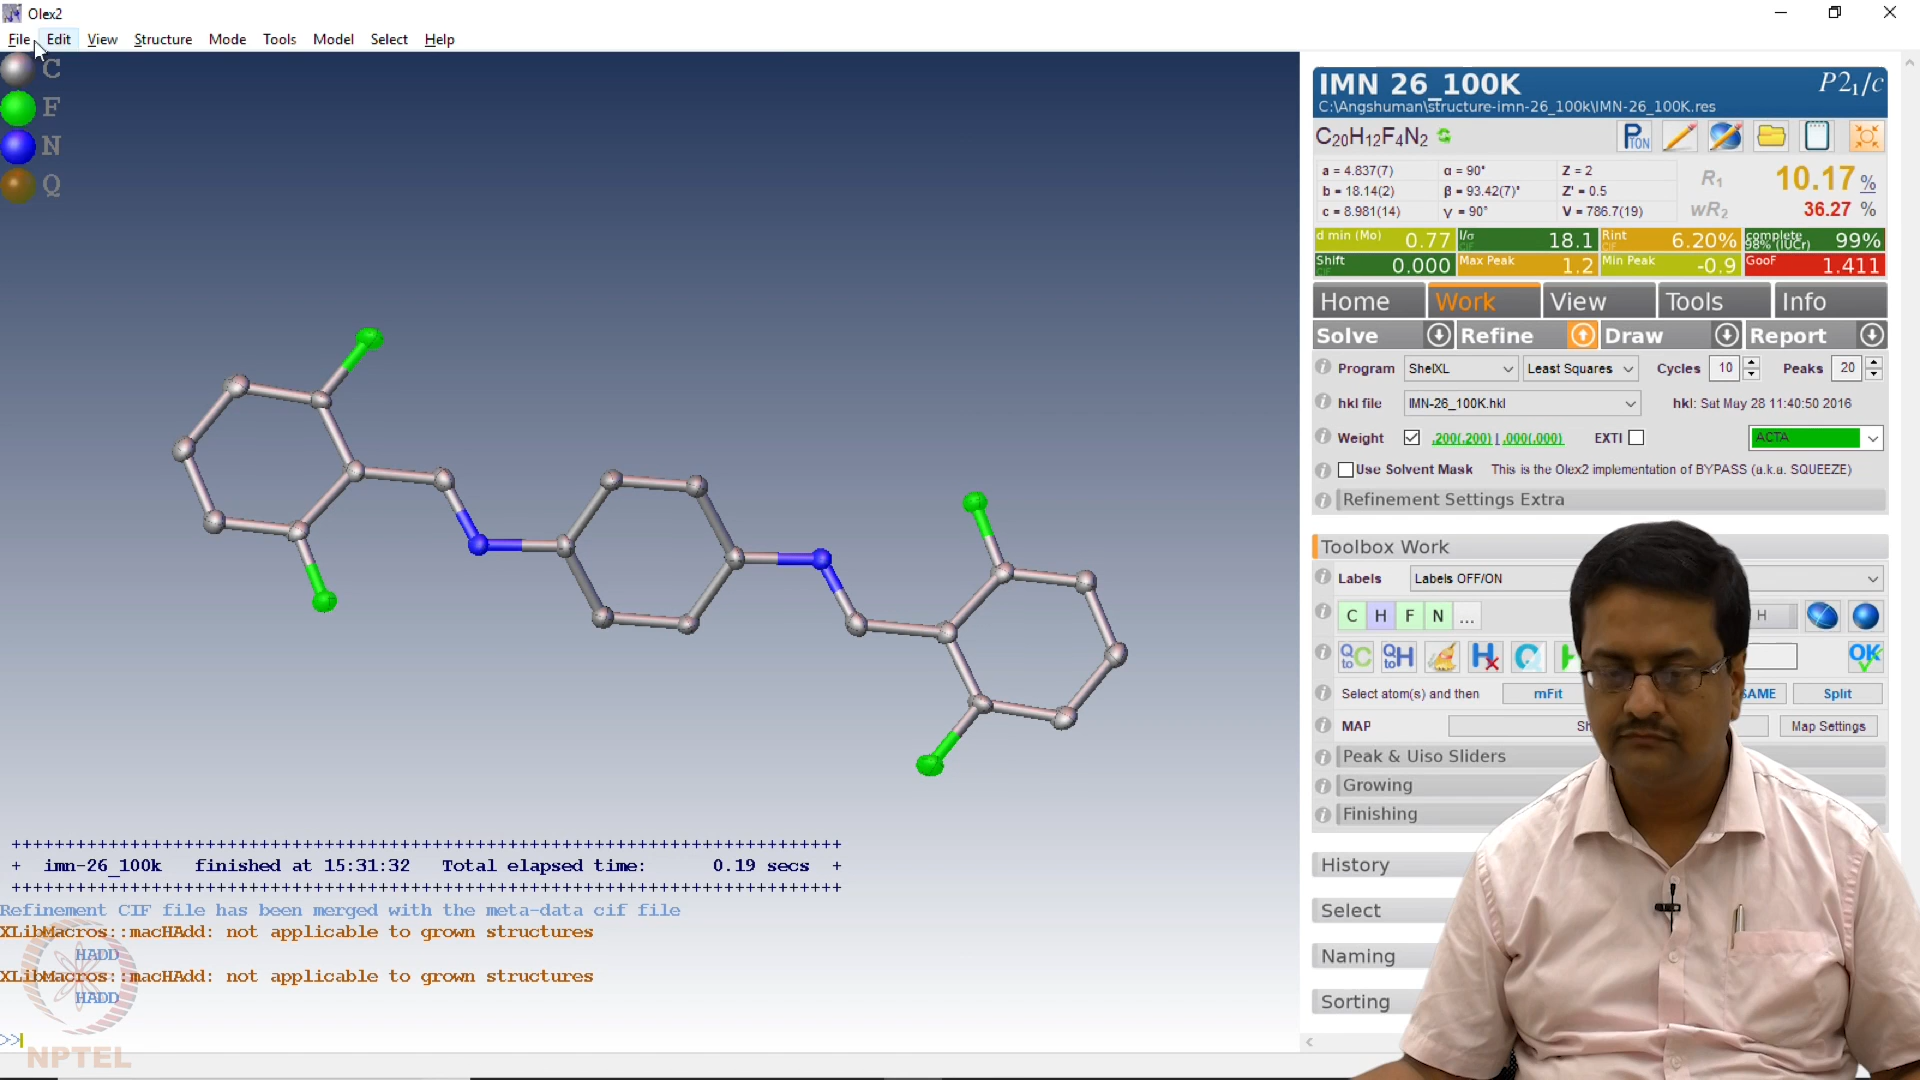 Olex2
File Edit View Structure Mode Tools Model Select Help
C
F
N
Q
IMN 26_100K
P2₁/c
C:\Angshuman\structure-imn-26_100k\IMN-26_100K.res
C₂₀H₁₂F₄N₂
PTON
a = 4.837(7) α = 90° Z = 2
b = 18.14(2) β = 93.42(7)° Z' = 0.5
c = 8.981(14) γ = 90° V = 786.7(19)
R₁ 10.17 %
wR₂ 36.27 %
d min (Mo) 0.77 I/σ CIF 18.1 Rint CIF 6.20% complete 98% (IUCr) 99%
Shift CIF 0.000 Max Peak 1.2 Min Peak -0.9 GooF 1.411
Home Work View Tools Info
Solve Refine Draw Report
Program ShelXL Least Squares Cycles 10 Peaks 20
hkl file IMN-26_100K.hkl hkl: Sat May 28 11:40:50 2016
Weight .200(.200) | .000(.000) EXTI ACTA
Use Solvent Mask This is the Olex2 implementation of BYPASS (a.k.a. SQUEEZE)
Refinement Settings Extra
Toolbox Work
Labels Labels OFF/ON
C H F N ... H
Q to C Q to H H OK
Select atom(s) and then mFit SAME Split
MAP Map Settings
Peak & Uiso Sliders
Growing
Finishing
History
Select
Naming
Sorting
+++++++++++++++++++++++++++++++++++++++++++++++++++++++++++++++++++++++++++
+ imn-26_100k finished at 15:31:32 Total elapsed time: 0.19 secs +
+++++++++++++++++++++++++++++++++++++++++++++++++++++++++++++++++++++++++++
Refinement CIF file has been merged with the meta-data cif file
XLibMacros::macHAdd: not applicable to grown structures
HADD
XLibMacros::macHAdd: not applicable to grown structures
HADD
>>
NPTEL